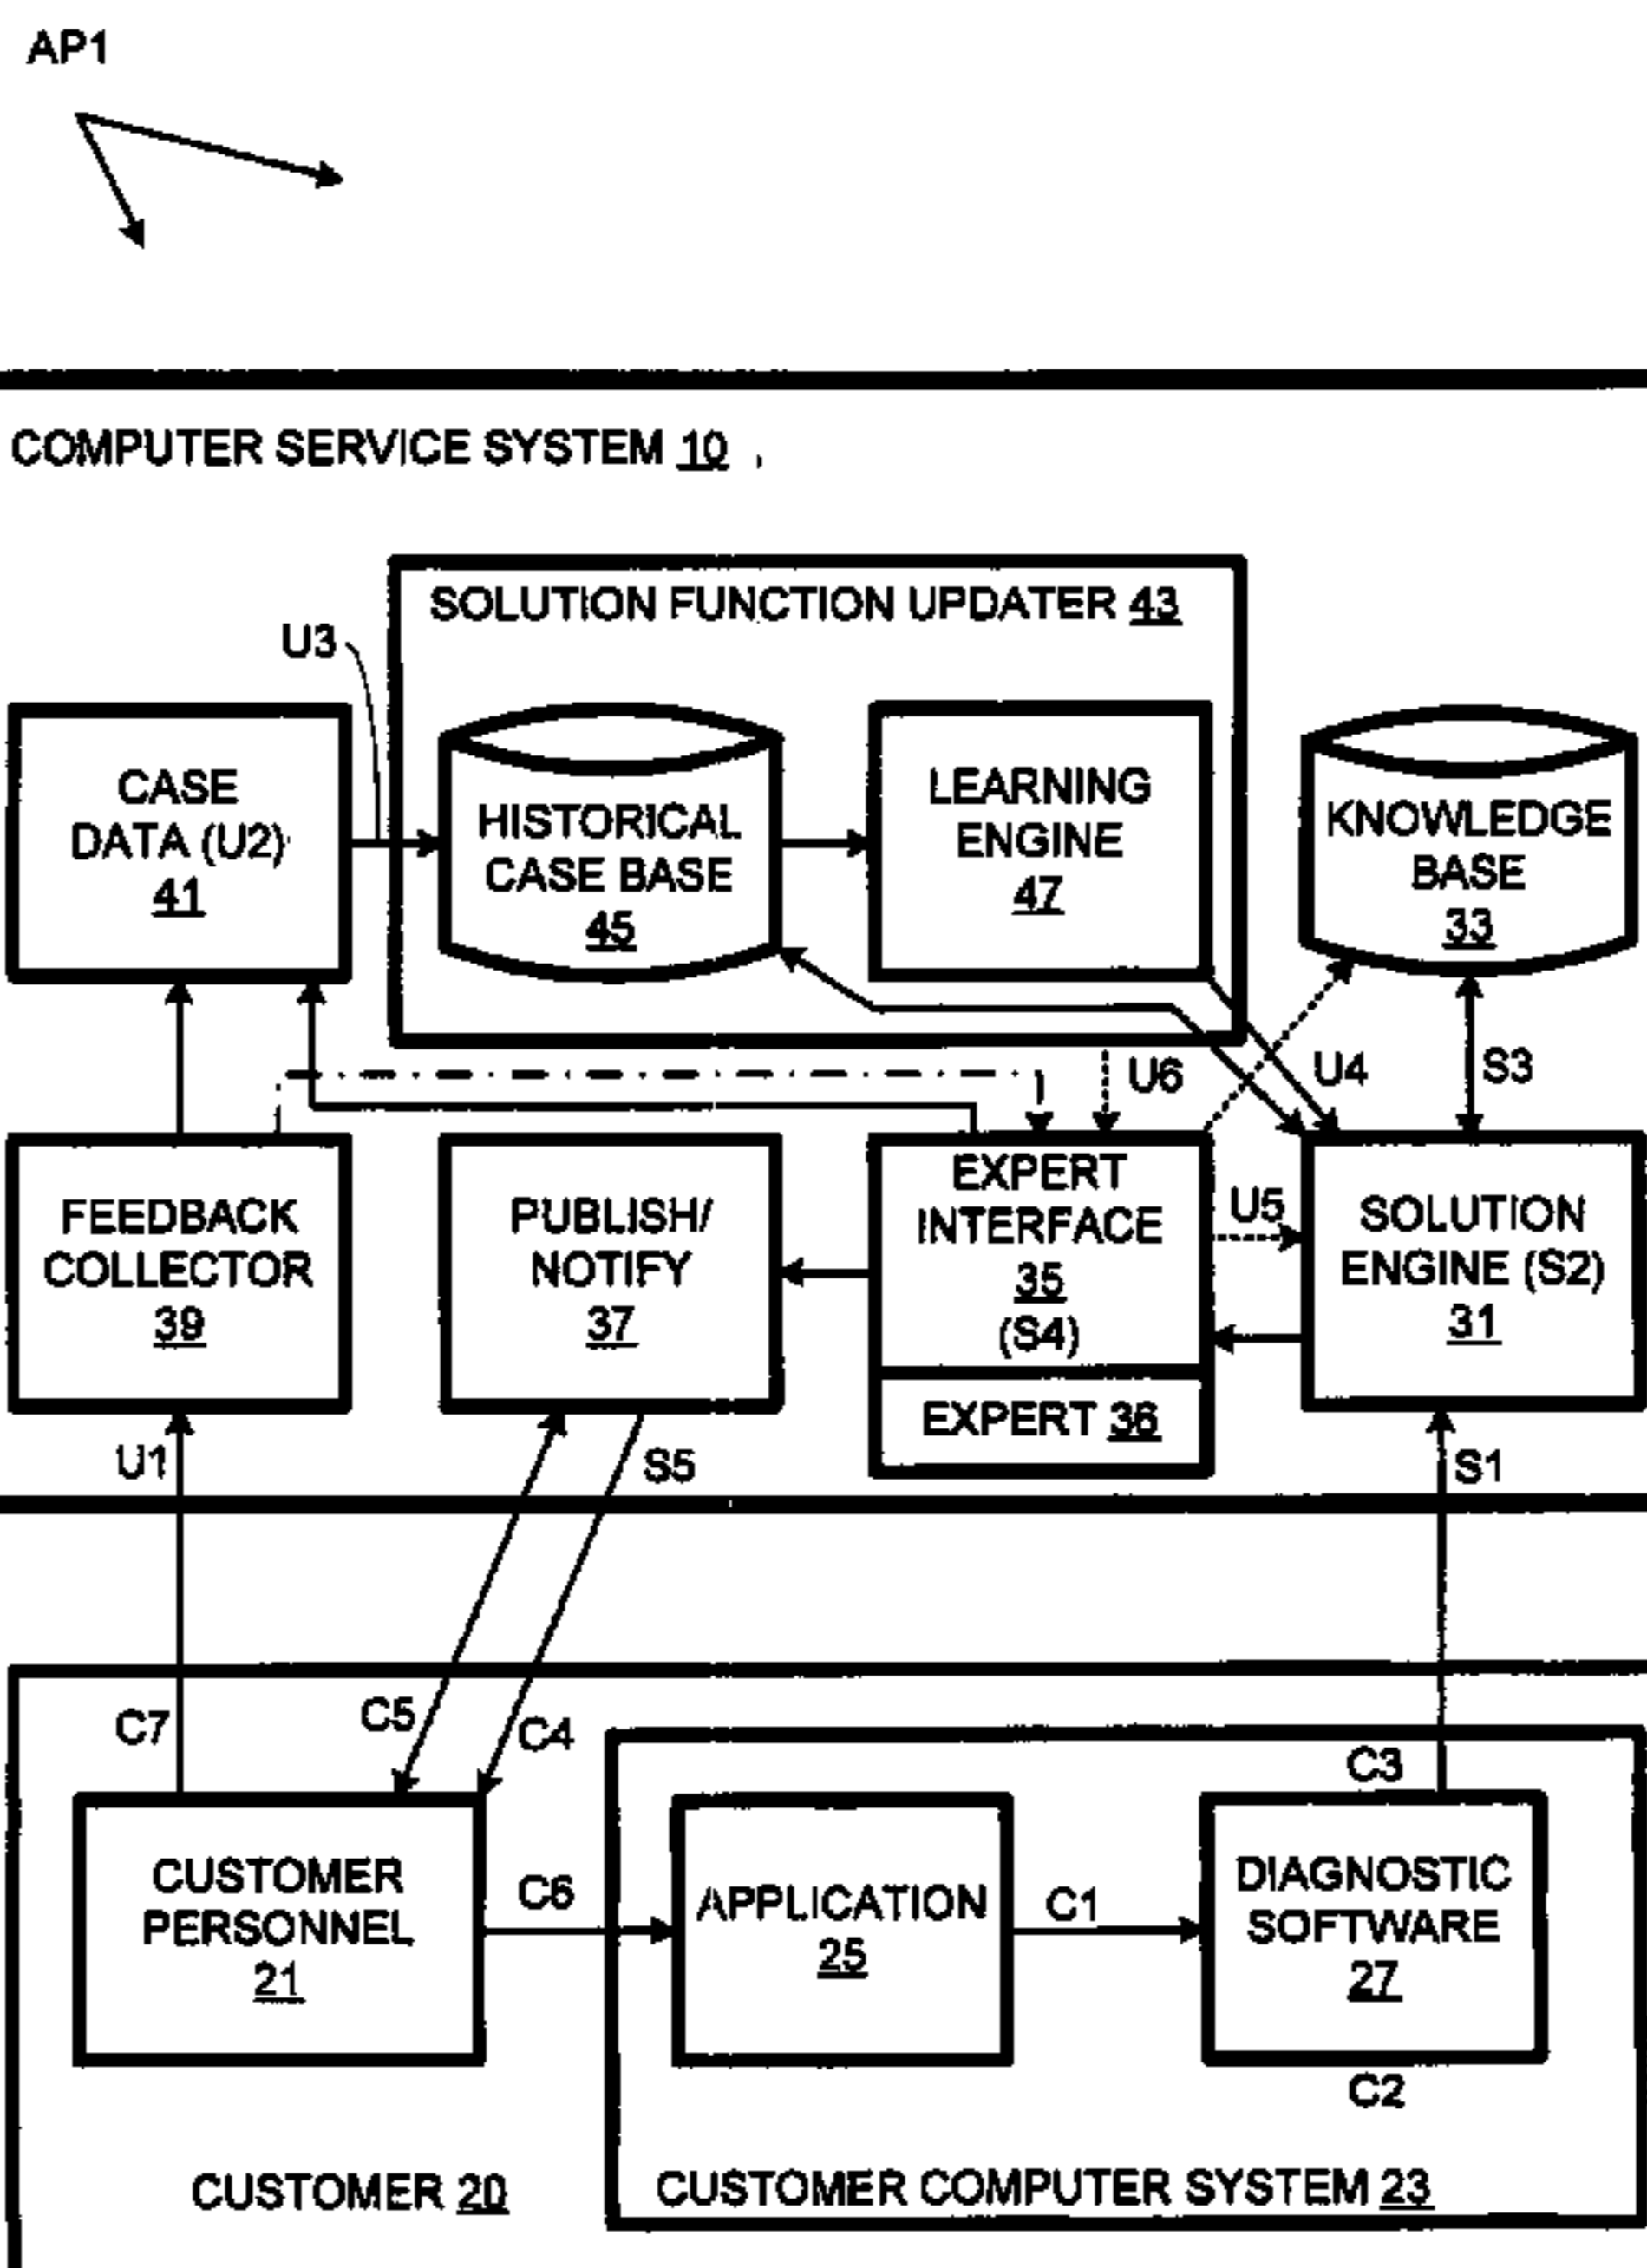 AP1
COMPUTER SERVICE SYSTEM 10
SOLUTION FUNCTION UPDATER 43
U3
CASE
DATA (U2)
41
HISTORICAL
CASE BASE
45
LEARNING
ENGINE
47
KNOWLEDGE
BASE
33
U6
U4
S3
FEEDBACK
COLLECTOR
39
PUBLISH/
NOTIFY
37
EXPERT
INTERFACE
35
(S4)
EXPERT 36
U5
SOLUTION
ENGINE (S2)
31
U1
S5
S1
C7
C5
C4
C3
CUSTOMER
PERSONNEL
21
C6
APPLICATION
25
C1
DIAGNOSTIC
SOFTWARE
27
C2
CUSTOMER 20
CUSTOMER COMPUTER SYSTEM 23